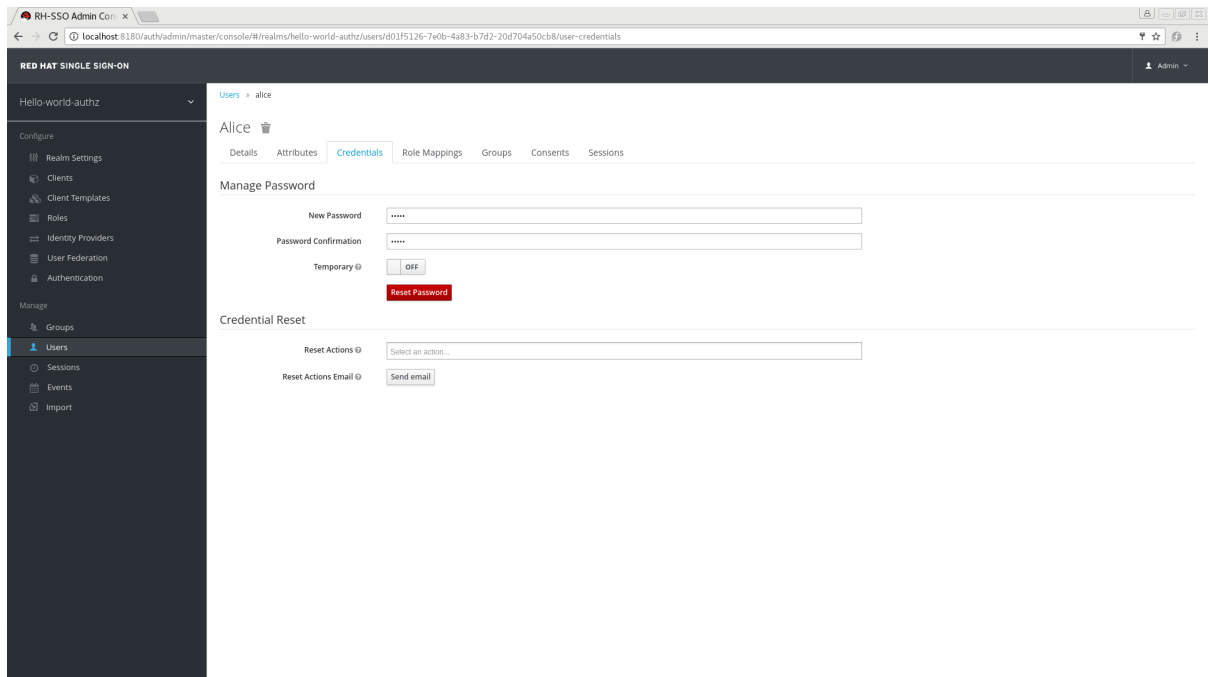 RH-SSO Admin Con
localhost:8180/auth/admin/master/console/#/realms/hello-world-authz/users/d01f5126-7e0b-4a83-b7d2-20d704a50cb8/user-credentials
RED HAT SINGLE SIGN-ON
Admin
Hello-world-authz
Configure
Realm Settings
Clients
Client Templates
Roles
Identity Providers
User Federation
Authentication
Manage
Groups
Users
Sessions
Events
Import
Users » alice
Alice
Details Attributes Credentials Role Mappings Groups Consents Sessions
Manage Password
New Password •••••
Password Confirmation •••••
Temporary OFF
Reset Password
Credential Reset
Reset Actions Select an action...
Reset Actions Email Send email